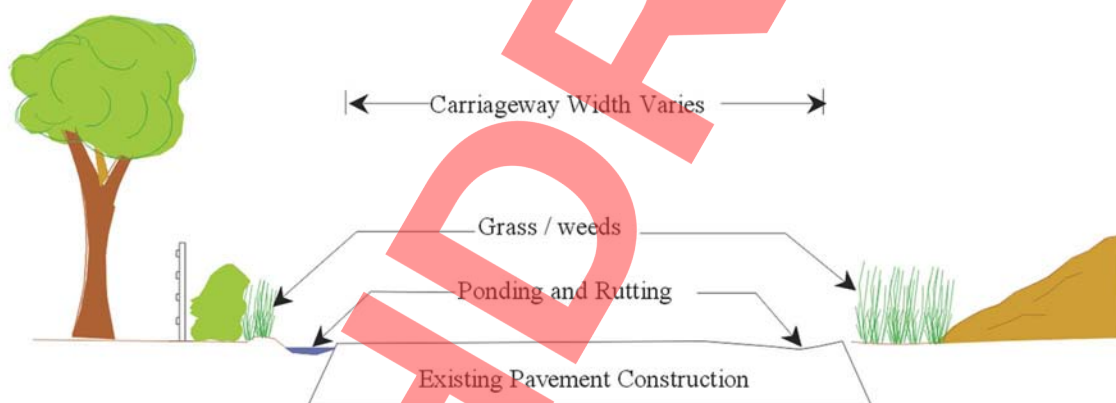 Carriageway Width Varies
Grass / weeds
Ponding and Rutting
Existing Pavement Construction